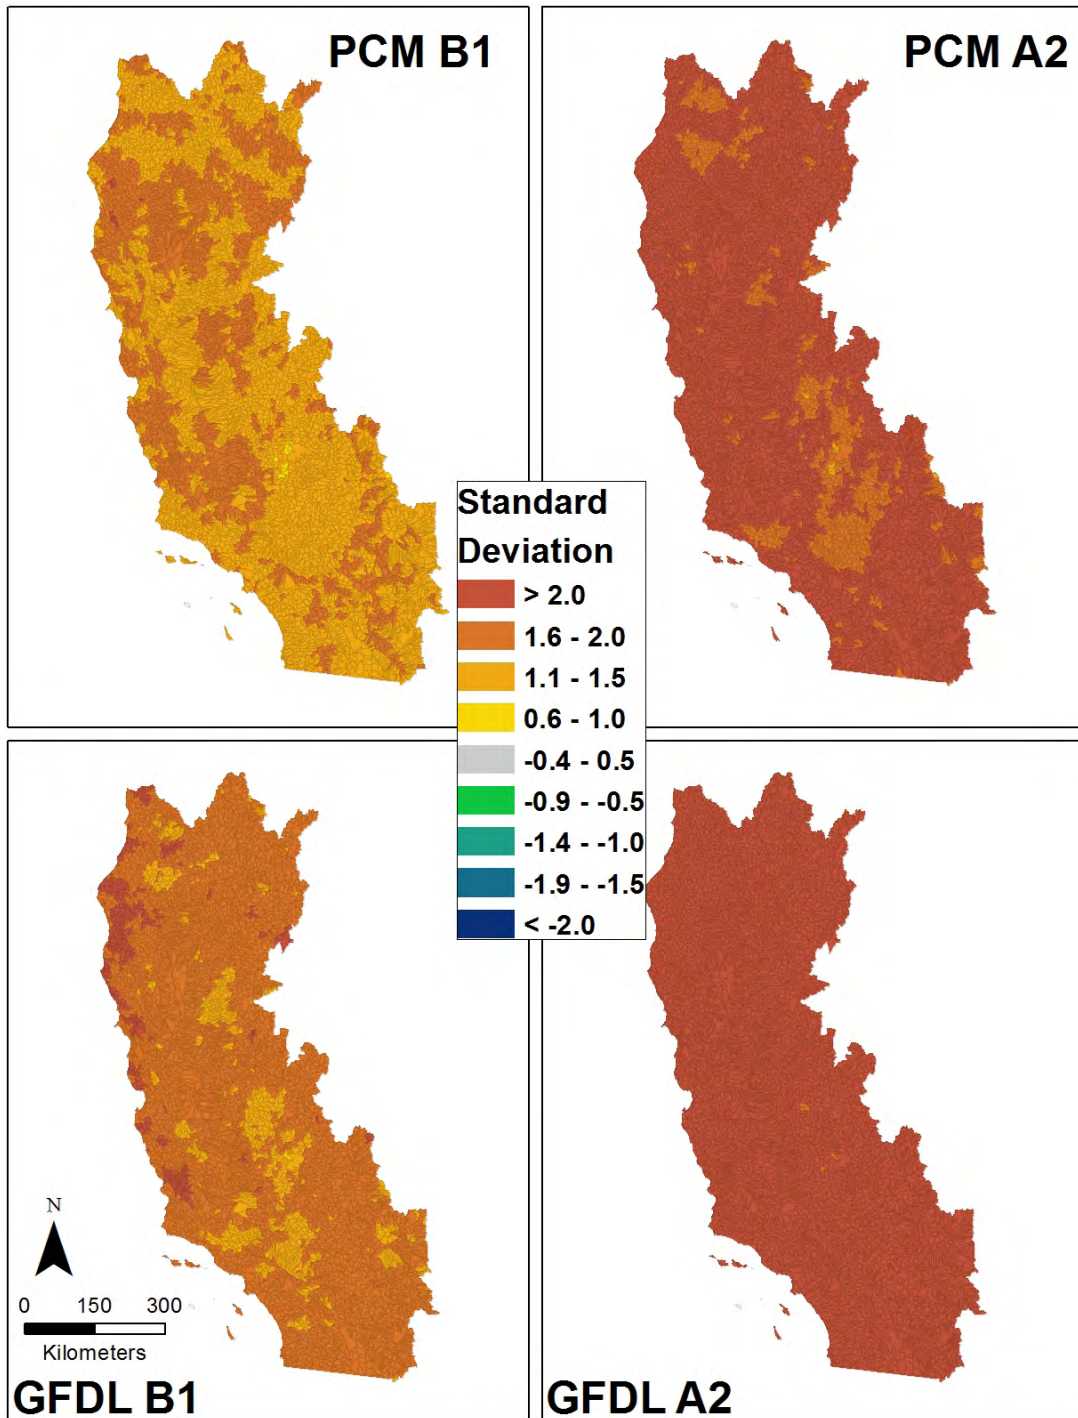 PCM B1
PCM A2
Standard
Deviation
> 2.0
1.6 - 2.0
1.1 - 1.5
0.6 - 1.0
-0.4 - 0.5
-0.9 - -0.5
-1.4 - -1.0
-1.9 - -1.5
< -2.0
N
0 150 300
Kilometers
GFDL B1
GFDL A2